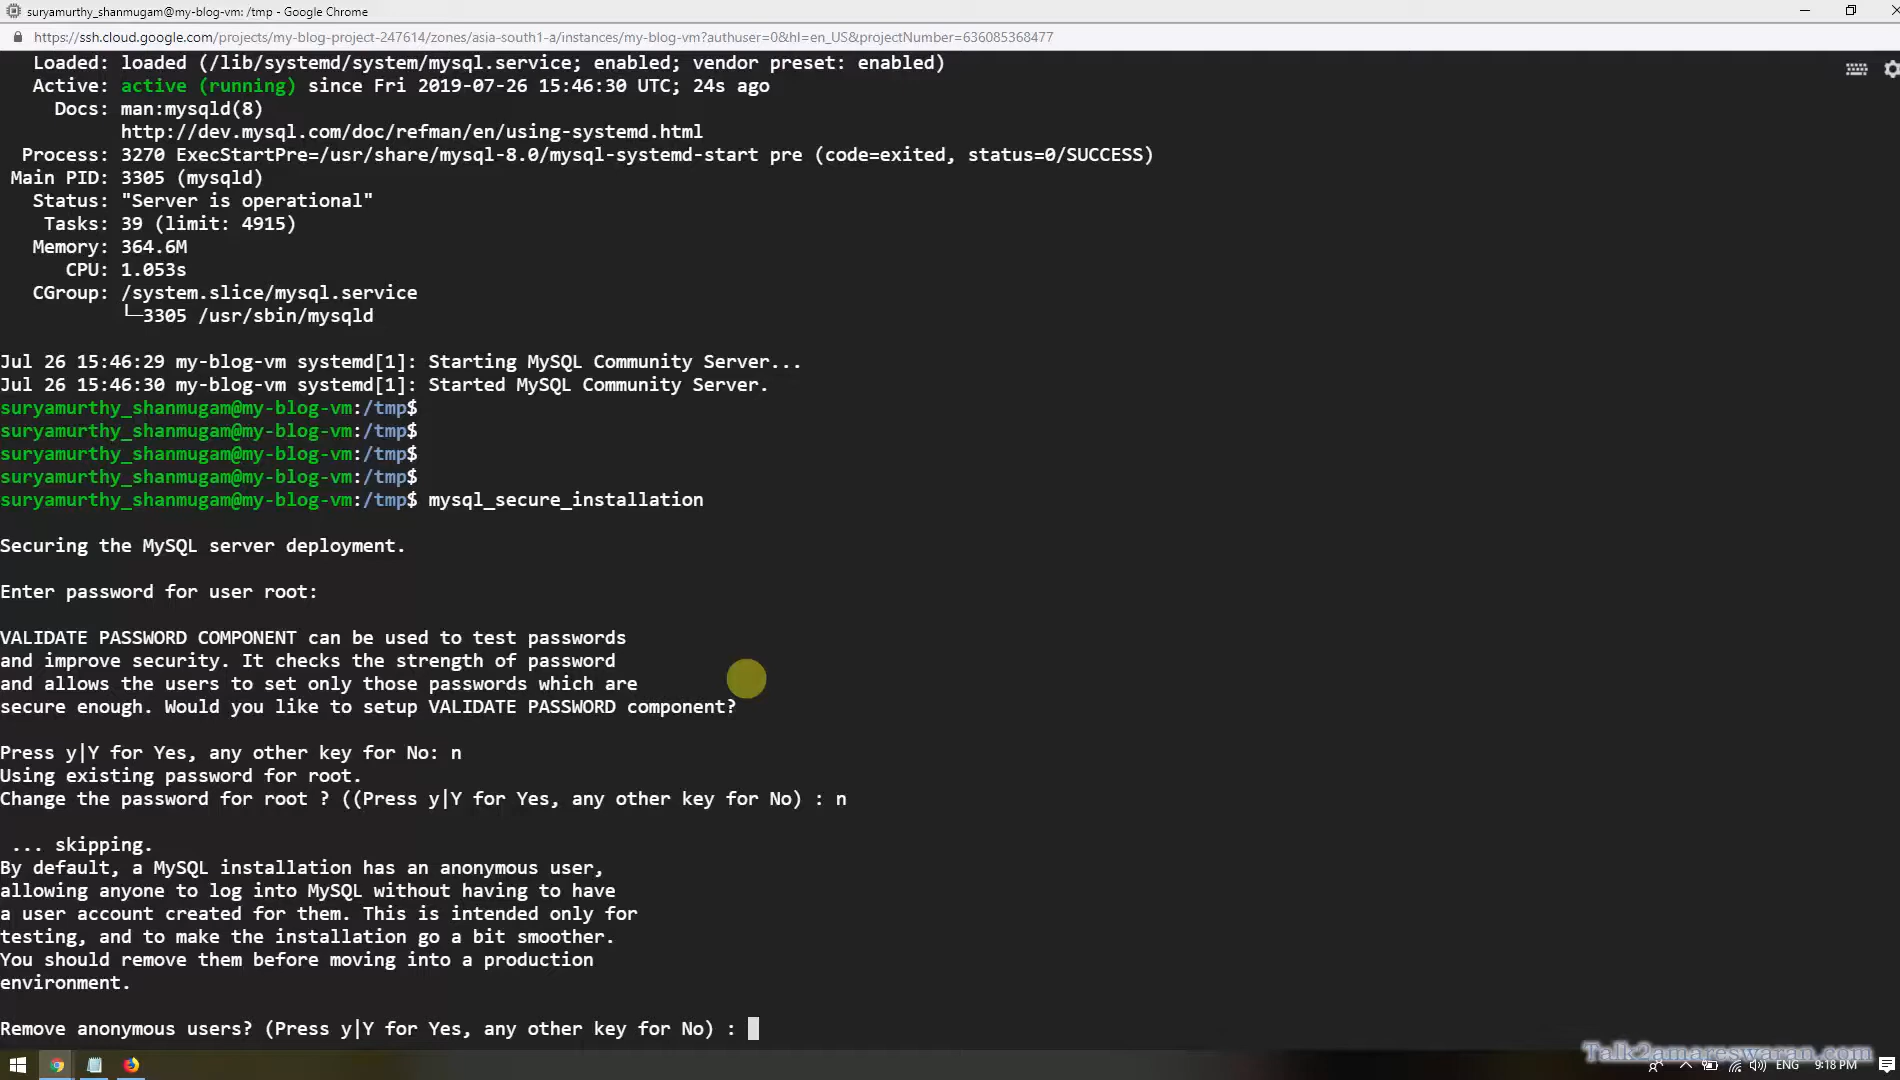 suryamurthy_shanmugam@my-blog-vm: /tmp - Google Chrome
https://ssh.cloud.google.com/projects/my-blog-project-247614/zones/asia-south1-a/instances/my-blog-vm?authuser=0&hl=en_US&projectNumber=636085368477
Loaded: loaded (/lib/systemd/system/mysql.service; enabled; vendor preset: enabled)
Active: active (running) since Fri 2019-07-26 15:46:30 UTC; 24s ago
Docs: man:mysqld(8)
http://dev.mysql.com/doc/refman/en/using-systemd.html
Process: 3270 ExecStartPre=/usr/share/mysql-8.0/mysql-systemd-start pre (code=exited, status=0/SUCCESS)
Main PID: 3305 (mysqld)
Status: "Server is operational"
Tasks: 39 (limit: 4915)
Memory: 364.6M
CPU: 1.053s
CGroup: /system.slice/mysql.service
└─3305 /usr/sbin/mysqld
Jul 26 15:46:29 my-blog-vm systemd[1]: Starting MySQL Community Server...
Jul 26 15:46:30 my-blog-vm systemd[1]: Started MySQL Community Server.
suryamurthy_shanmugam@my-blog-vm:/tmp$
suryamurthy_shanmugam@my-blog-vm:/tmp$
suryamurthy_shanmugam@my-blog-vm:/tmp$
suryamurthy_shanmugam@my-blog-vm:/tmp$
suryamurthy_shanmugam@my-blog-vm:/tmp$ mysql_secure_installation
Securing the MySQL server deployment.
Enter password for user root:
VALIDATE PASSWORD COMPONENT can be used to test passwords
and improve security. It checks the strength of password
and allows the users to set only those passwords which are
secure enough. Would you like to setup VALIDATE PASSWORD component?
Press y|Y for Yes, any other key for No: n
Using existing password for root.
Change the password for root ? ((Press y|Y for Yes, any other key for No) : n
... skipping.
By default, a MySQL installation has an anonymous user,
allowing anyone to log into MySQL without having to have
a user account created for them. This is intended only for
testing, and to make the installation go a bit smoother.
You should remove them before moving into a production
environment.
Remove anonymous users? (Press y|Y for Yes, any other key for No) :
Talk2amareswaran.com
ENG
9:18 PM